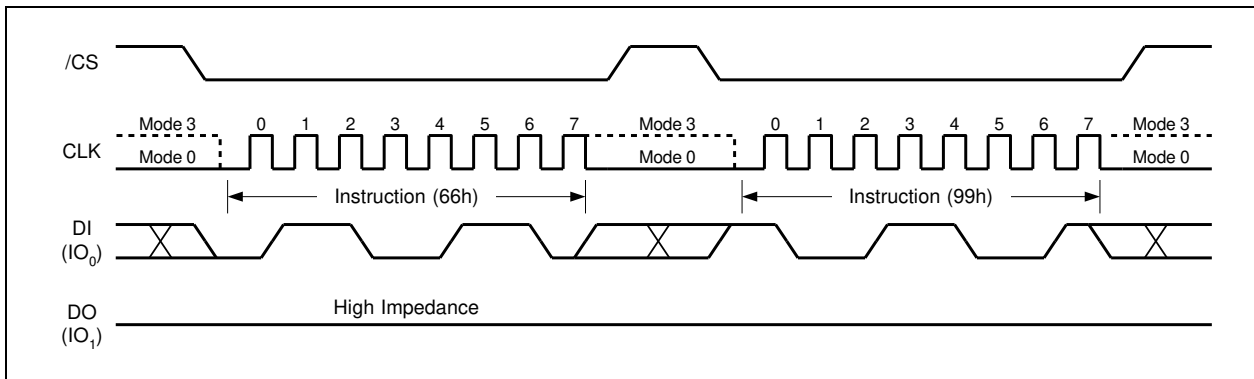 /CS
Mode 3 0 1 2 3 4 5 6 7 Mode 3 0 1 2 3 4 5 6 7 Mode 3
CLK
Mode 0 Mode 0 Mode 0
Instruction (66h) Instruction (99h)
DI
(IO0)
High Impedance
DO
(IO1)